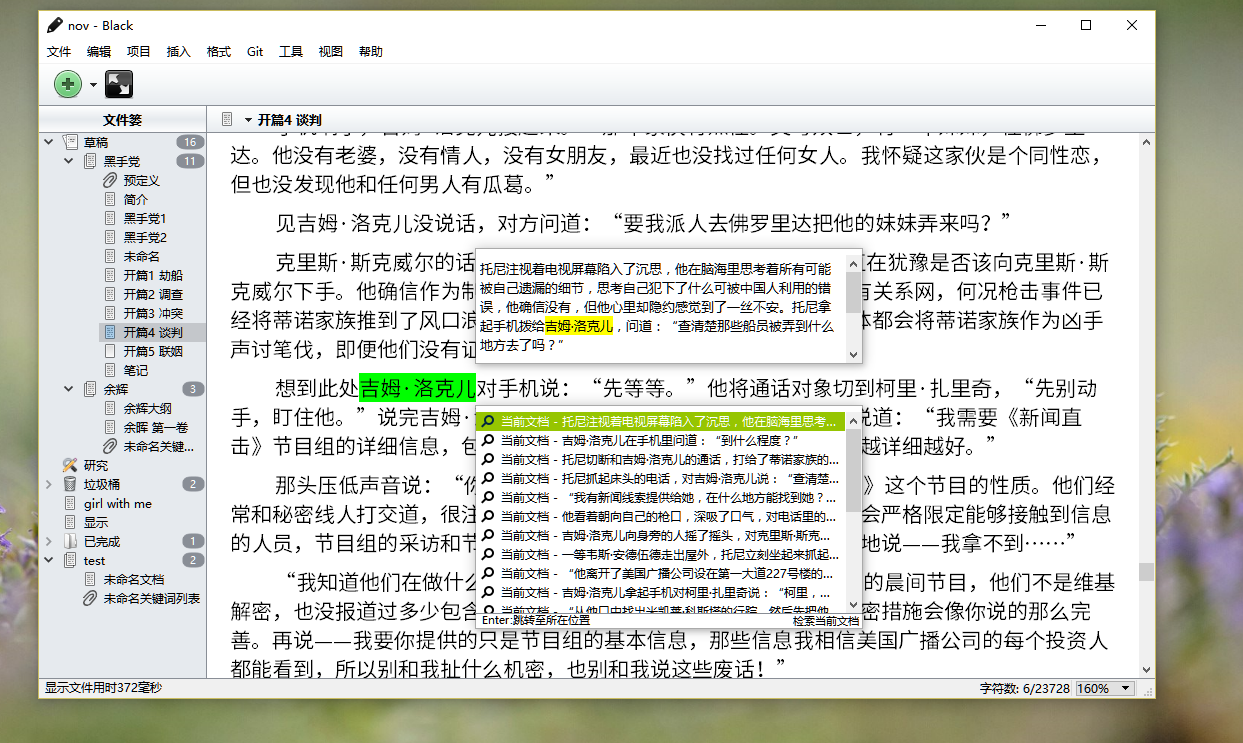 nov - Black
文件 编辑 项目 插入 格式 Git 工具 视图 帮助
文件篓
开篇4 谈判
草稿 16
黑手党 11
预定义
简介
黑手党1
黑手党2
未命名
开篇1 劫船
开篇2 调查
开篇3 冲突
开篇4 谈判
开篇5 联姻
笔记
余辉 3
余辉大纲
余晖 第一卷
未命名关键...
研究
垃圾桶 2
girl with me
显示
已完成 1
test 2
未命名文档
未命名关键词列表
达。他没有老婆，没有情人，没有女朋友，最近也没找过任何女人。我怀疑这家伙是个同性恋，
但也没发现他和任何男人有瓜葛。”
见吉姆·洛克儿没说话，对方问道：“要我派人去佛罗里达把他的妹妹弄来吗？”
克里斯·斯克威尔的话
在犹豫是否该向克里斯·斯
克威尔下手。他确信作为制
有关系网，何况枪击事件已
经将蒂诺家族推到了风口浪
体都会将蒂诺家族作为凶手
声讨笔伐，即便他们没有证
托尼注视着电视屏幕陷入了沉思，他在脑海里思考着所有可能
被自己遗漏的细节，思考自己犯下了什么可被中国人利用的错
误，他确信没有，但他心里却隐约感觉到了一丝不安。托尼拿
起手机拨给吉姆·洛克儿，问道：“查清楚那些船员被弄到什么
地方去了吗？”
想到此处吉姆·洛克儿对手机说：“先等等。”他将通话对象切到柯里·扎里奇，“先别动
手，盯住他。”说完吉姆·
说道：“我需要《新闻直
击》节目组的详细信息，包
越详细越好。”
当前文档 - 托尼注视着电视屏幕陷入了沉思，他在脑海里思考...
当前文档 - 吉姆·洛克儿在手机里问道：“到什么程度？”
当前文档 - 托尼切断和吉姆·洛克儿的通话，打给了蒂诺家族的...
当前文档 - 托尼抓起床头的电话，对吉姆·洛克儿说：“查清楚...
当前文档 - “我有新闻线索提供给她，在什么地方能找到她？...
当前文档 - 他看着朝向自己的枪口，深吸了口气，对电话里的...
当前文档 - 吉姆·洛克儿向身旁的人摇了摇头，对克里斯·斯克...
当前文档 - 一等韦斯·安德伍德走出屋外，托尼立刻坐起来抓起...
当前文档 - “他离开了美国广播公司设在第一大道227号楼的...
当前文档 - 吉姆·洛克儿拿起手机对柯里·扎里奇说：“柯里，...
当前文档 - “从他口中找出米凯莱·科斯塔的行踪，然后先把他...
Enter:跳转至所在位置 检索当前文档
那头压低声音说：“你
》这个节目的性质。他们经
常和秘密线人打交道，很注
会严格限定能够接触到信息
的人员，节目组的采访和节
地说——我拿不到……”
“我知道他们在做什么
的晨间节目，他们不是维基
解密，也没报道过多少包含
密措施会像你说的那么完
善。再说——我要你提供的只是节目组的基本信息，那些信息我相信美国广播公司的每个投资人
都能看到，所以别和我扯什么机密，也别和我说这些废话！”
显示文件用时372毫秒
字符数: 6/23728 160%